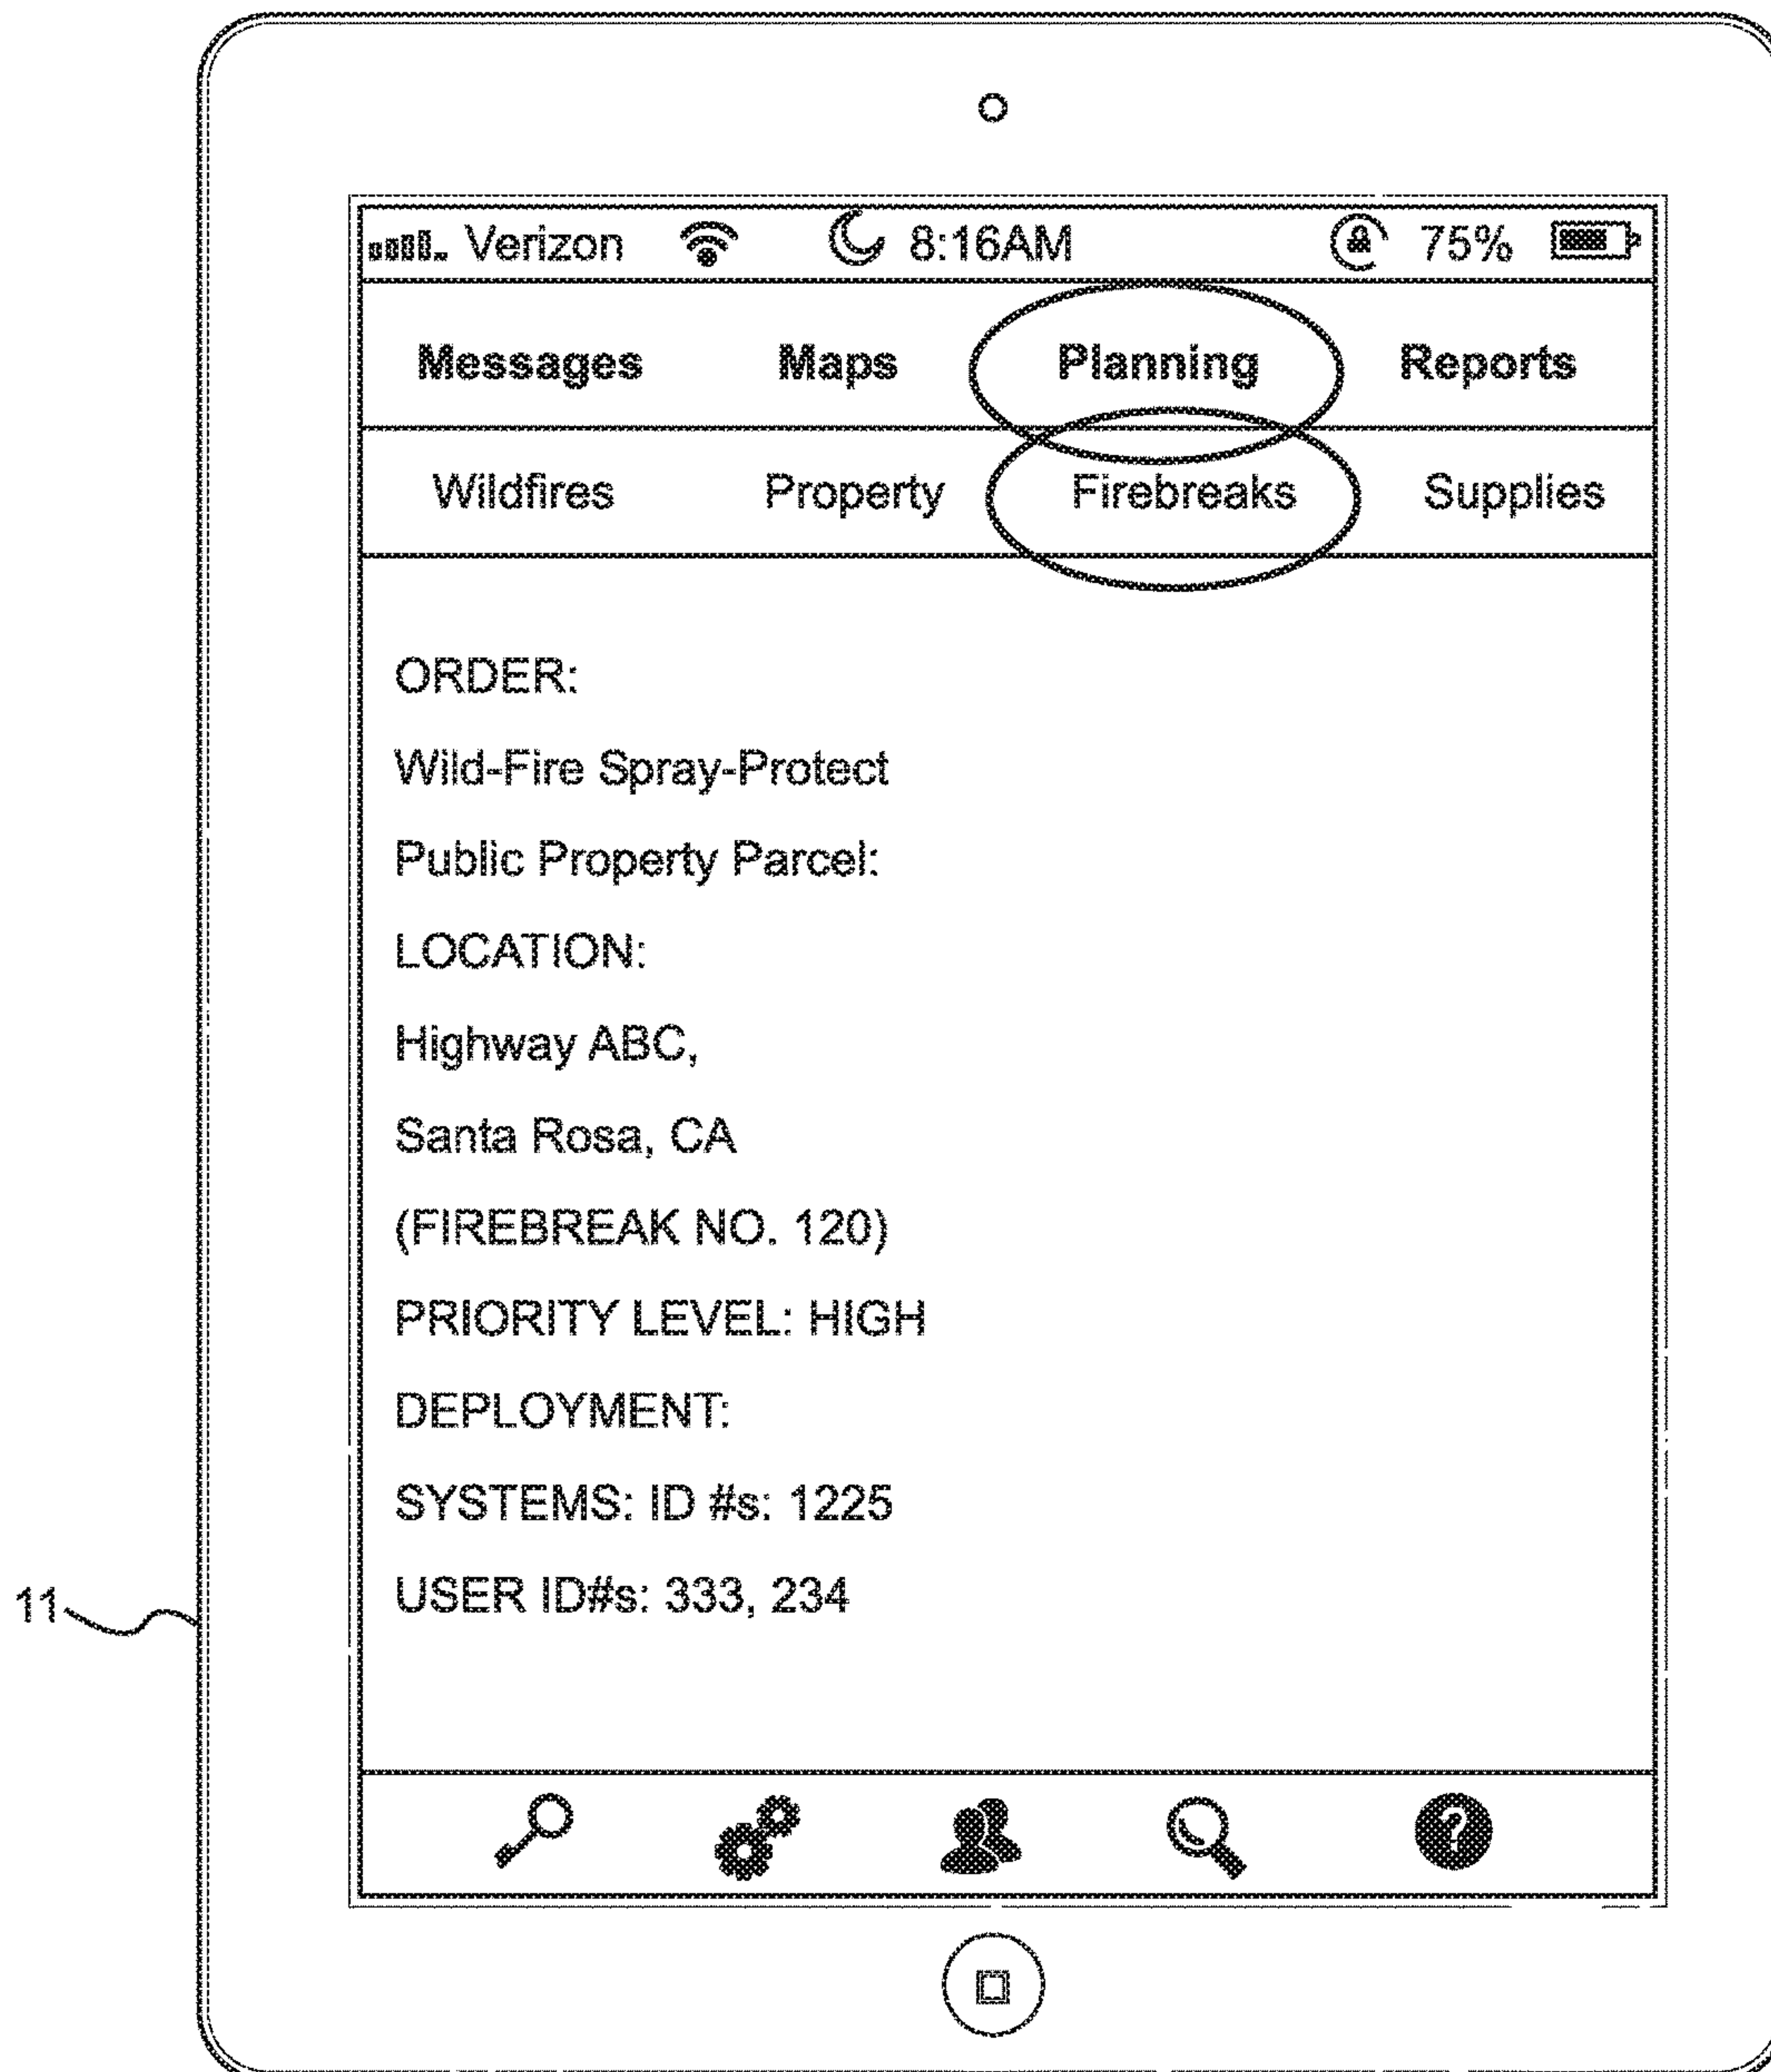 Verizon 8:16AM 75%
Messages Maps Planning Reports
Wildfires Property Firebreaks Supplies
ORDER:
Wild-Fire Spray-Protect
Public Property Parcel:
LOCATION:
Highway ABC,
Santa Rosa, CA
(FIREBREAK NO. 120)
PRIORITY LEVEL: HIGH
DEPLOYMENT:
SYSTEMS: ID #s: 1225
USER ID#s: 333, 234
11
?